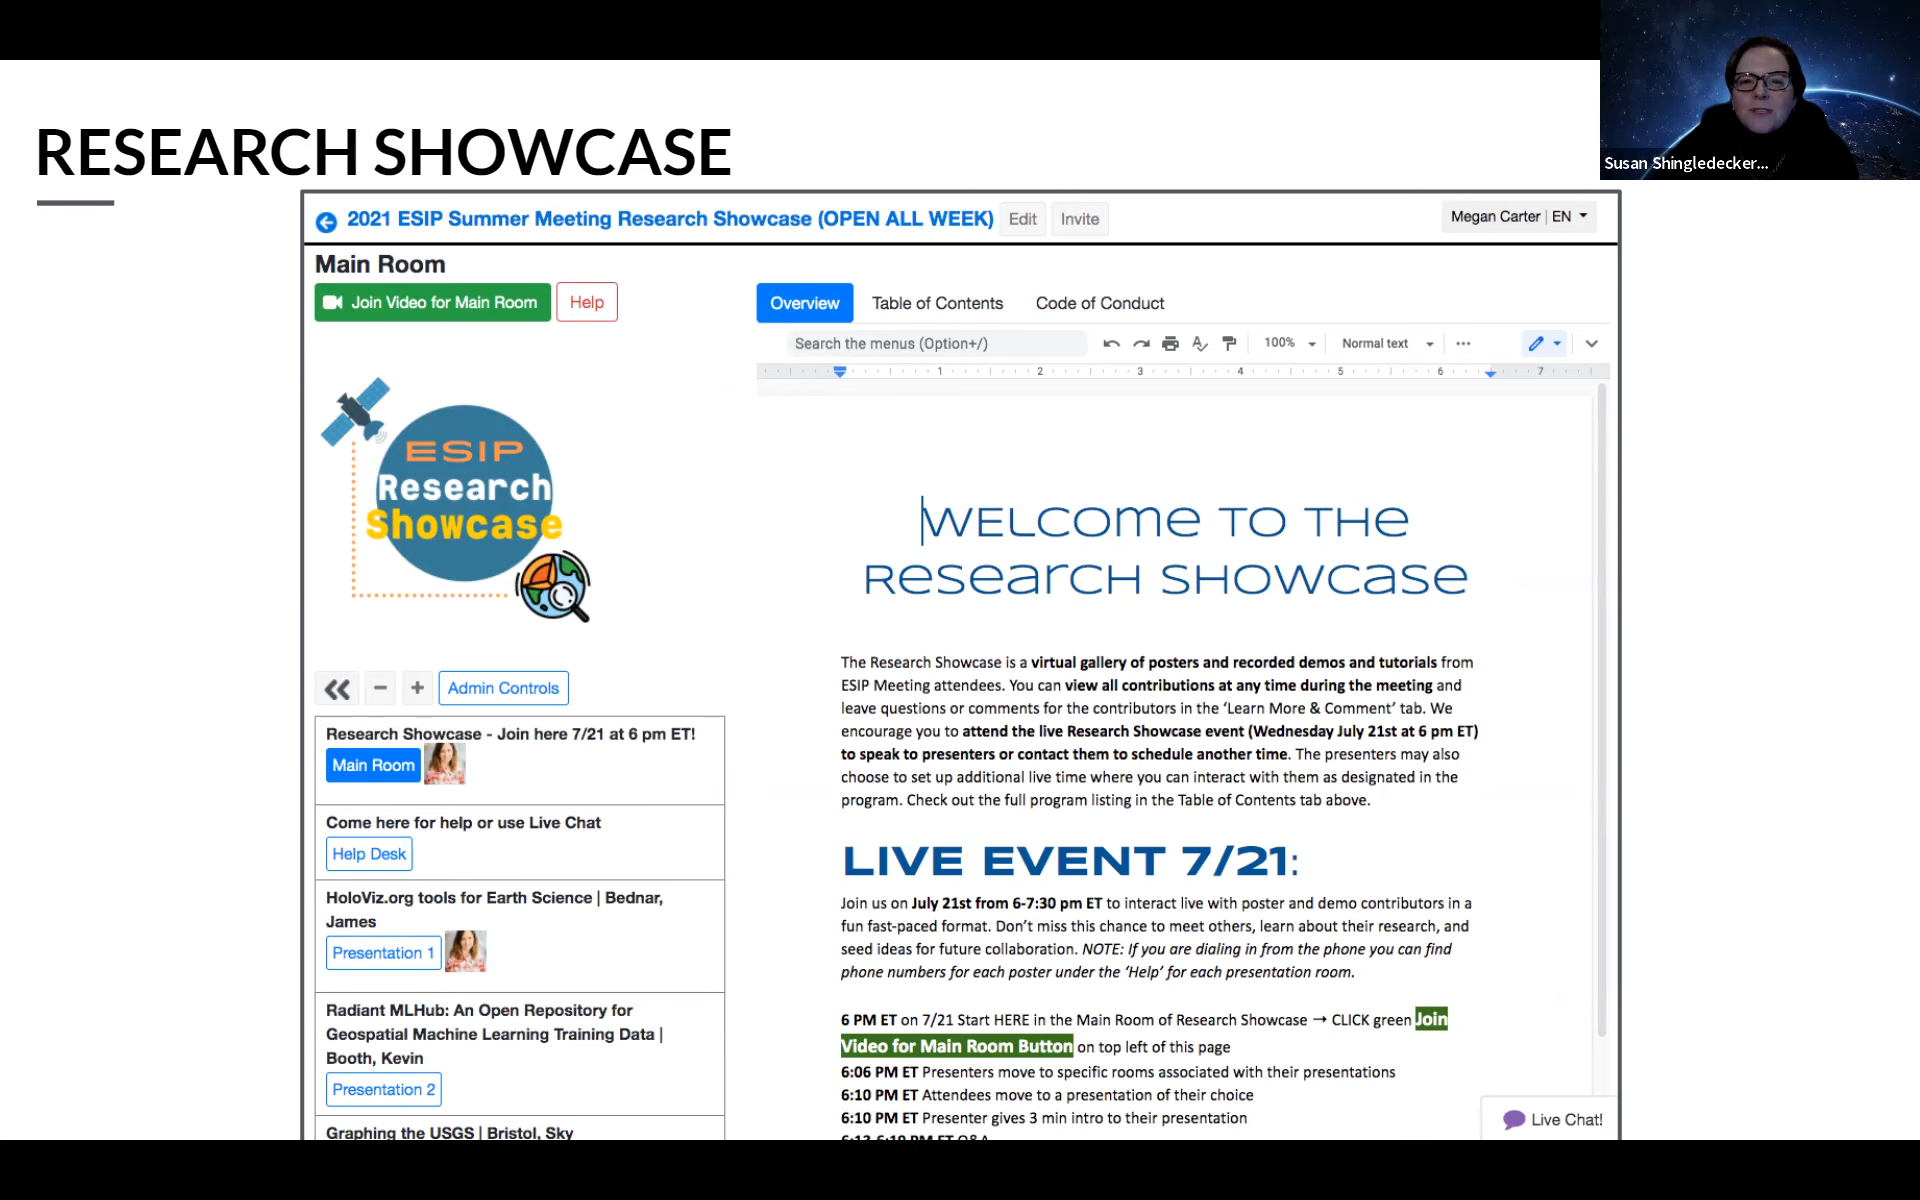 RESEARCH SHOWCASE
Susan Shingledecker...
2021 ESIP Summer Meeting Research Showcase (OPEN ALL WEEK) Edit Invite
Megan Carter | EN
Main Room
Join Video for Main Room Help
ESIP
Research
Showcase
Admin Controls
Research Showcase - Join here 7/21 at 6 pm ET!
Main Room
Come here for help or use Live Chat
Help Desk
HoloViz.org tools for Earth Science | Bednar,
James
Presentation 1
Radiant MLHub: An Open Repository for
Geospatial Machine Learning Training Data |
Booth, Kevin
Presentation 2
Graphing the USGS | Bristol, Sky
Overview Table of Contents Code of Conduct
Search the menus (Option+/) 100% Normal text
1 2 3 4 5 6 7
WELCOME TO THE
RESEARCH SHOWCASE
The Research Showcase is a virtual gallery of posters and recorded demos and tutorials from
ESIP Meeting attendees. You can view all contributions at any time during the meeting and
leave questions or comments for the contributors in the ‘Learn More & Comment’ tab. We
encourage you to attend the live Research Showcase event (Wednesday July 21st at 6 pm ET)
to speak to presenters or contact them to schedule another time. The presenters may also
choose to set up additional live time where you can interact with them as designated in the
program. Check out the full program listing in the Table of Contents tab above.
LIVE EVENT 7/21:
Join us on July 21st from 6-7:30 pm ET to interact live with poster and demo contributors in a
fun fast-paced format. Don’t miss this chance to meet others, learn about their research, and
seed ideas for future collaboration. NOTE: If you are dialing in from the phone you can find
phone numbers for each poster under the ‘Help’ for each presentation room.
6 PM ET on 7/21 Start HERE in the Main Room of Research Showcase → CLICK green Join
Video for Main Room Button on top left of this page
6:06 PM ET Presenters move to specific rooms associated with their presentations
6:10 PM ET Attendees move to a presentation of their choice
6:10 PM ET Presenter gives 3 min intro to their presentation
Live Chat!